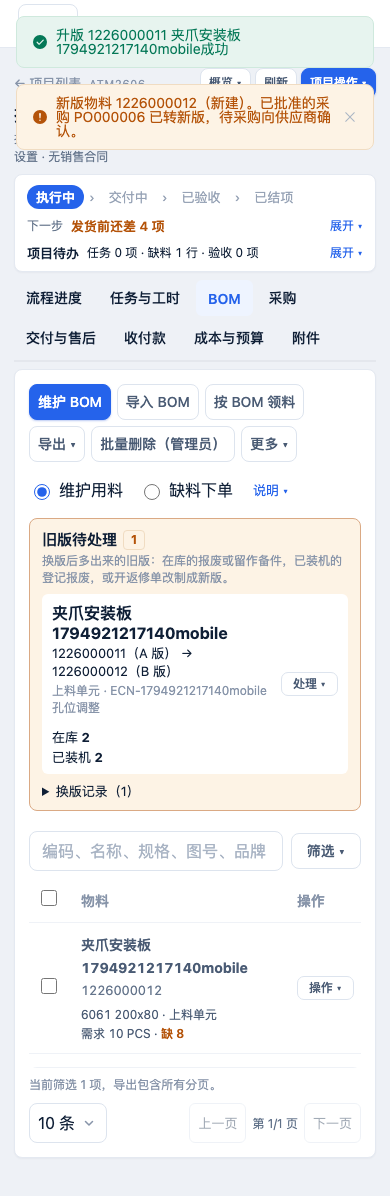 升版 1226000011 夹爪安装板
1794921217140mobile成功
← 项目列表 ATM2606
概览 ▾
刷新
项目操作 ▾
新版物料 1226000012（新建）。已批准的采
购 PO000006 已转新版，待采购向供应商确
认。
设置 · 无销售合同
执行中 › 交付中 › 已验收 › 已结项
下一步 发货前还差 4 项 展开 ▾
项目待办 任务 0 项 · 缺料 1 行 · 验收 0 项 展开 ▾
流程进度 任务与工时 BOM 采购
交付与售后 收付款 成本与预算 附件
维护 BOM 导入 BOM 按 BOM 领料
导出 ▾ 批量删除（管理员） 更多 ▾
维护用料 缺料下单 说明 ▾
旧版待处理 1
换版后多出来的旧版：在库的报废或留作备件，已装机的
登记报废，或开返修单改制成新版。
夹爪安装板
1794921217140mobile
1226000011（A 版） →
1226000012（B 版）
上料单元 · ECN-1794921217140mobile
孔位调整
处理 ▾
在库 2
已装机 2
▶ 换版记录（1）
编码、名称、规格、图号、品牌 筛选 ▾
物料 操作
夹爪安装板
1794921217140mobile
1226000012
6061 200x80 · 上料单元
需求 10 PCS · 缺 8
操作 ▾
当前筛选 1 项，导出包含所有分页。
10 条 上一页 第 1/1 页 下一页